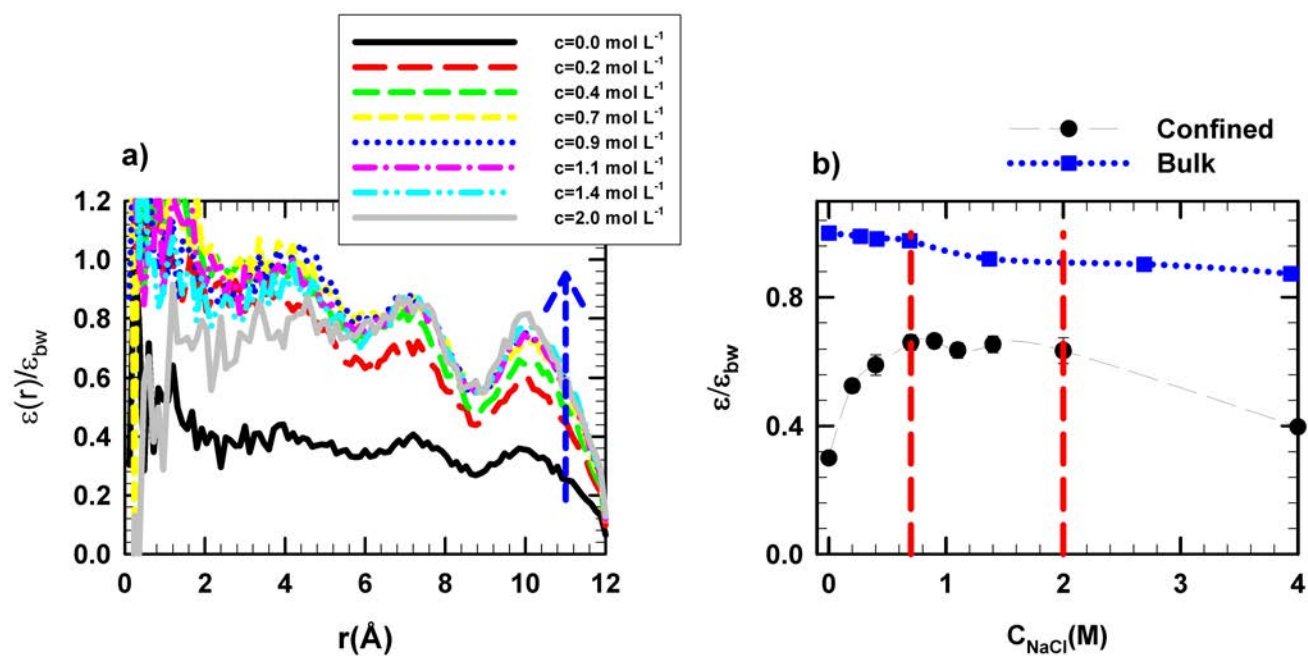 c=0.0 mol L⁻¹
c=0.2 mol L⁻¹
c=0.4 mol L⁻¹
c=0.7 mol L⁻¹
c=0.9 mol L⁻¹
c=1.1 mol L⁻¹
c=1.4 mol L⁻¹
c=2.0 mol L⁻¹
a)
1.2
1.0
0.8
0.6
0.4
0.2
0.0
ε(r)/ε_bw
0 2 4 6 8 10 12
r(Å)
Confined
Bulk
b)
0.8
0.4
0.0
ε/ε_bw
0 1 2 3 4
C_NaCl(M)